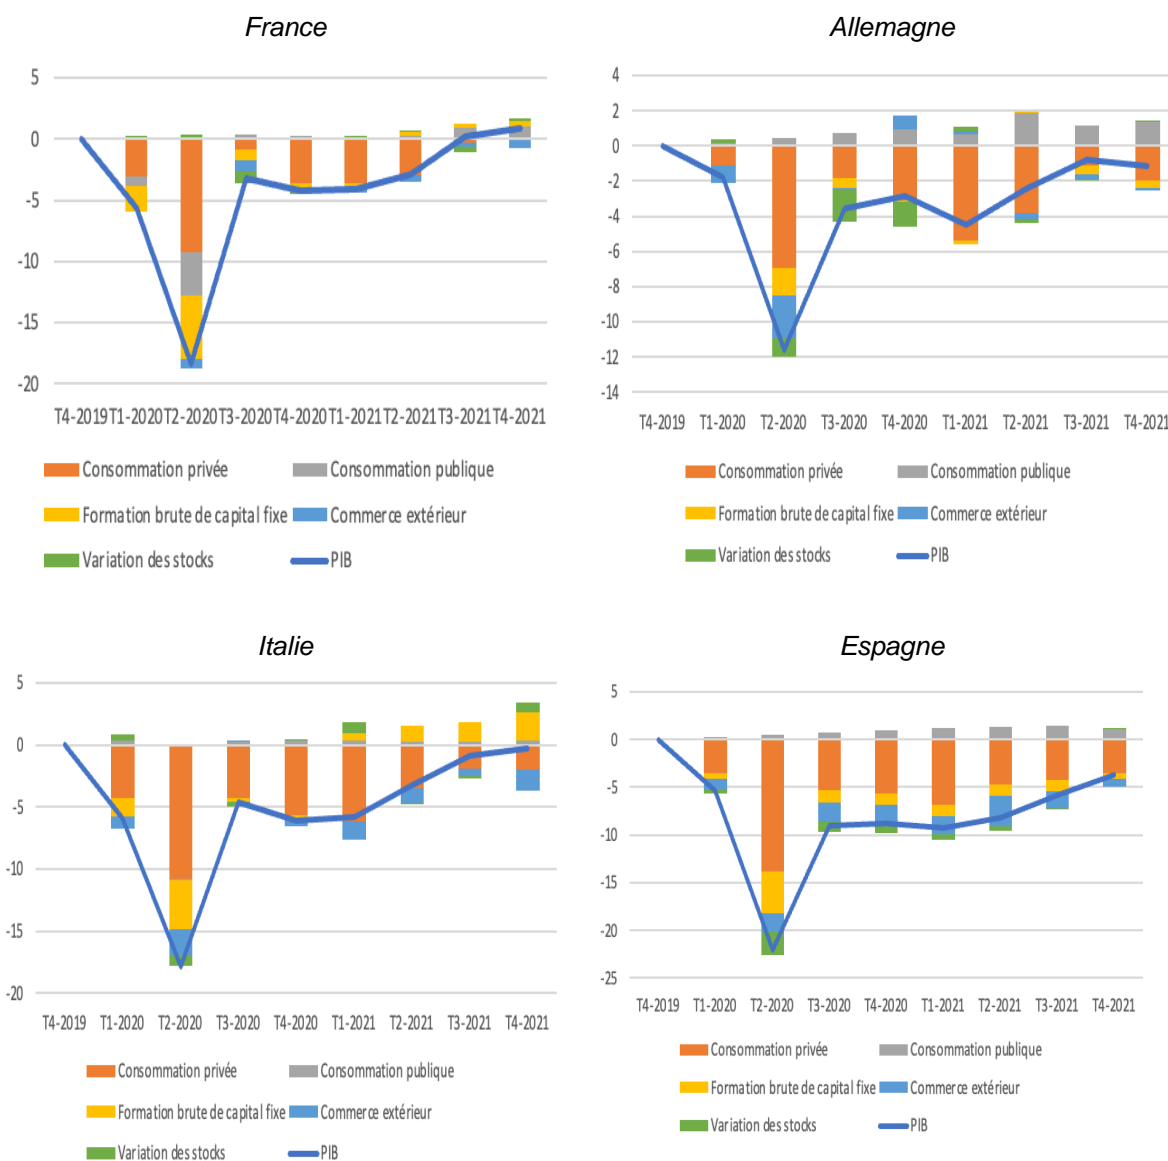 France
5
0
-5
-10
-15
-20
T4-2019 T1-2020 T2-2020 T3-2020 T4-2020 T1-2021 T2-2021 T3-2021 T4-2021
Consommation privée Consommation publique
Formation brute de capital fixe Commerce extérieur
Variation des stocks PIB
Allemagne
4
2
0
-2
-4
-6
-8
-10
-12
-14
T4-2019 T1-2020 T2-2020 T3-2020 T4-2020 T1-2021 T2-2021 T3-2021 T4-2021
Consommation privée Consommation publique
Formation brute de capital fixe Commerce extérieur
Variation des stocks PIB
Italie
5
0
-5
-10
-15
-20
T4-2019 T1-2020 T2-2020 T3-2020 T4-2020 T1-2021 T2-2021 T3-2021 T4-2021
Consommation privée Consommation publique
Formation brute de capital fixe Commerce extérieur
Variation des stocks PIB
Espagne
5
0
-5
-10
-15
-20
-25
T4-2019 T1-2020 T2-2020 T3-2020 T4-2020 T1-2021 T2-2021 T3-2021 T4-2021
Consommation privée Consommation publique
Formation brute de capital fixe Commerce extérieur
Variation des stocks PIB